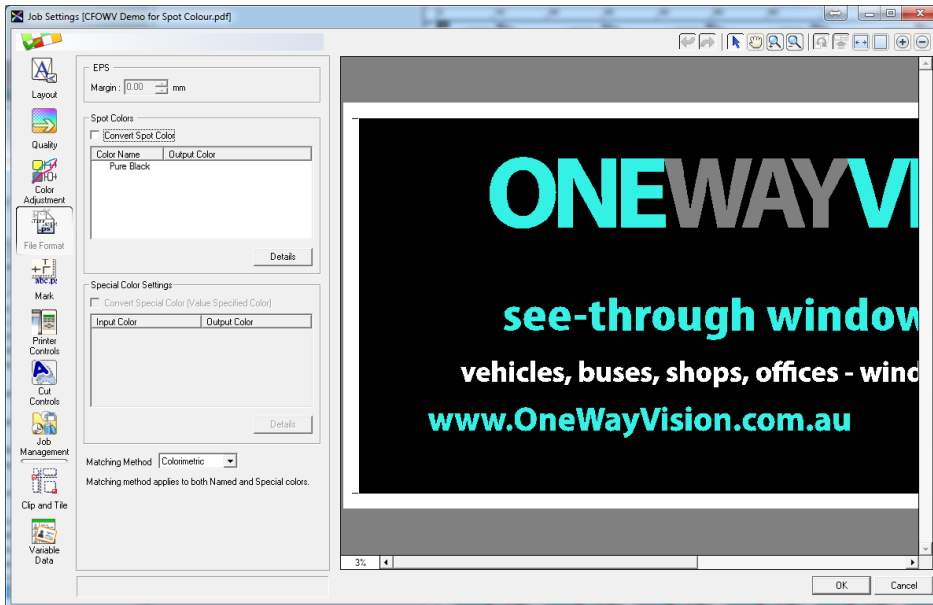 Job Settings [CFOWV Demo for Spot Colour.pdf]
Layout
Quality
Color
Adjustment
File Format
Mark
Printer
Controls
Cut
Controls
Job
Management
Clip and Tile
Variable
Data
EPS
Margin : 0.00 mm
Spot Colors
Convert Spot Color
Color Name Output Color
Pure Black
Details
Special Color Settings
Convert Special Color (Value Specified Color)
Input Color Output Color
Details
Matching Method Colorimetric
Matching method applies to both Named and Special colors.
ONEWAYVI
see-through window
vehicles, buses, shops, offices - wind
www.OneWayVision.com.au
3%
OK Cancel